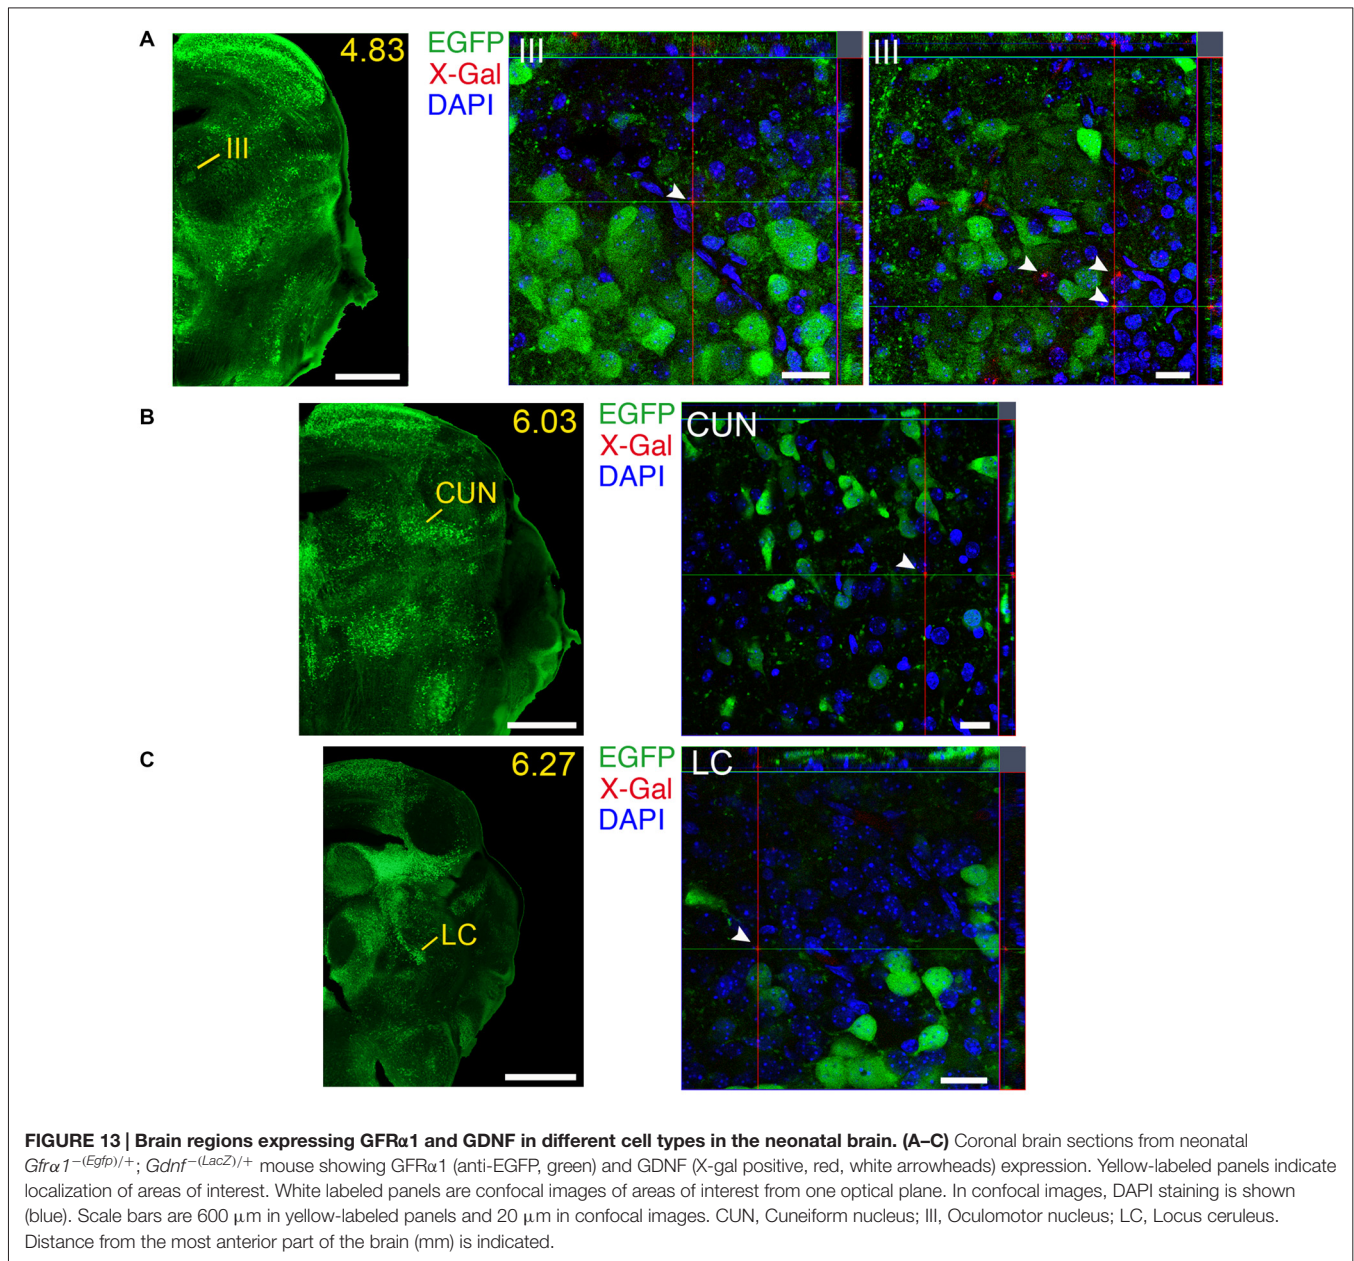 A
4.83
III
EGFP
X-Gal
DAPI
III
III
B
6.03
CUN
EGFP
X-Gal
DAPI
CUN
C
6.27
LC
EGFP
X-Gal
DAPI
LC
FIGURE 13 | Brain regions expressing GFRα1 and GDNF in different cell types in the neonatal brain. (A–C) Coronal brain sections from neonatal
Gfrα1−(Egfp)/+; Gdnf−(LacZ)/+ mouse showing GFRα1 (anti-EGFP, green) and GDNF (X-gal positive, red, white arrowheads) expression. Yellow-labeled panels indicate
localization of areas of interest. White labeled panels are confocal images of areas of interest from one optical plane. In confocal images, DAPI staining is shown
(blue). Scale bars are 600 μm in yellow-labeled panels and 20 μm in confocal images. CUN, Cuneiform nucleus; III, Oculomotor nucleus; LC, Locus ceruleus.
Distance from the most anterior part of the brain (mm) is indicated.